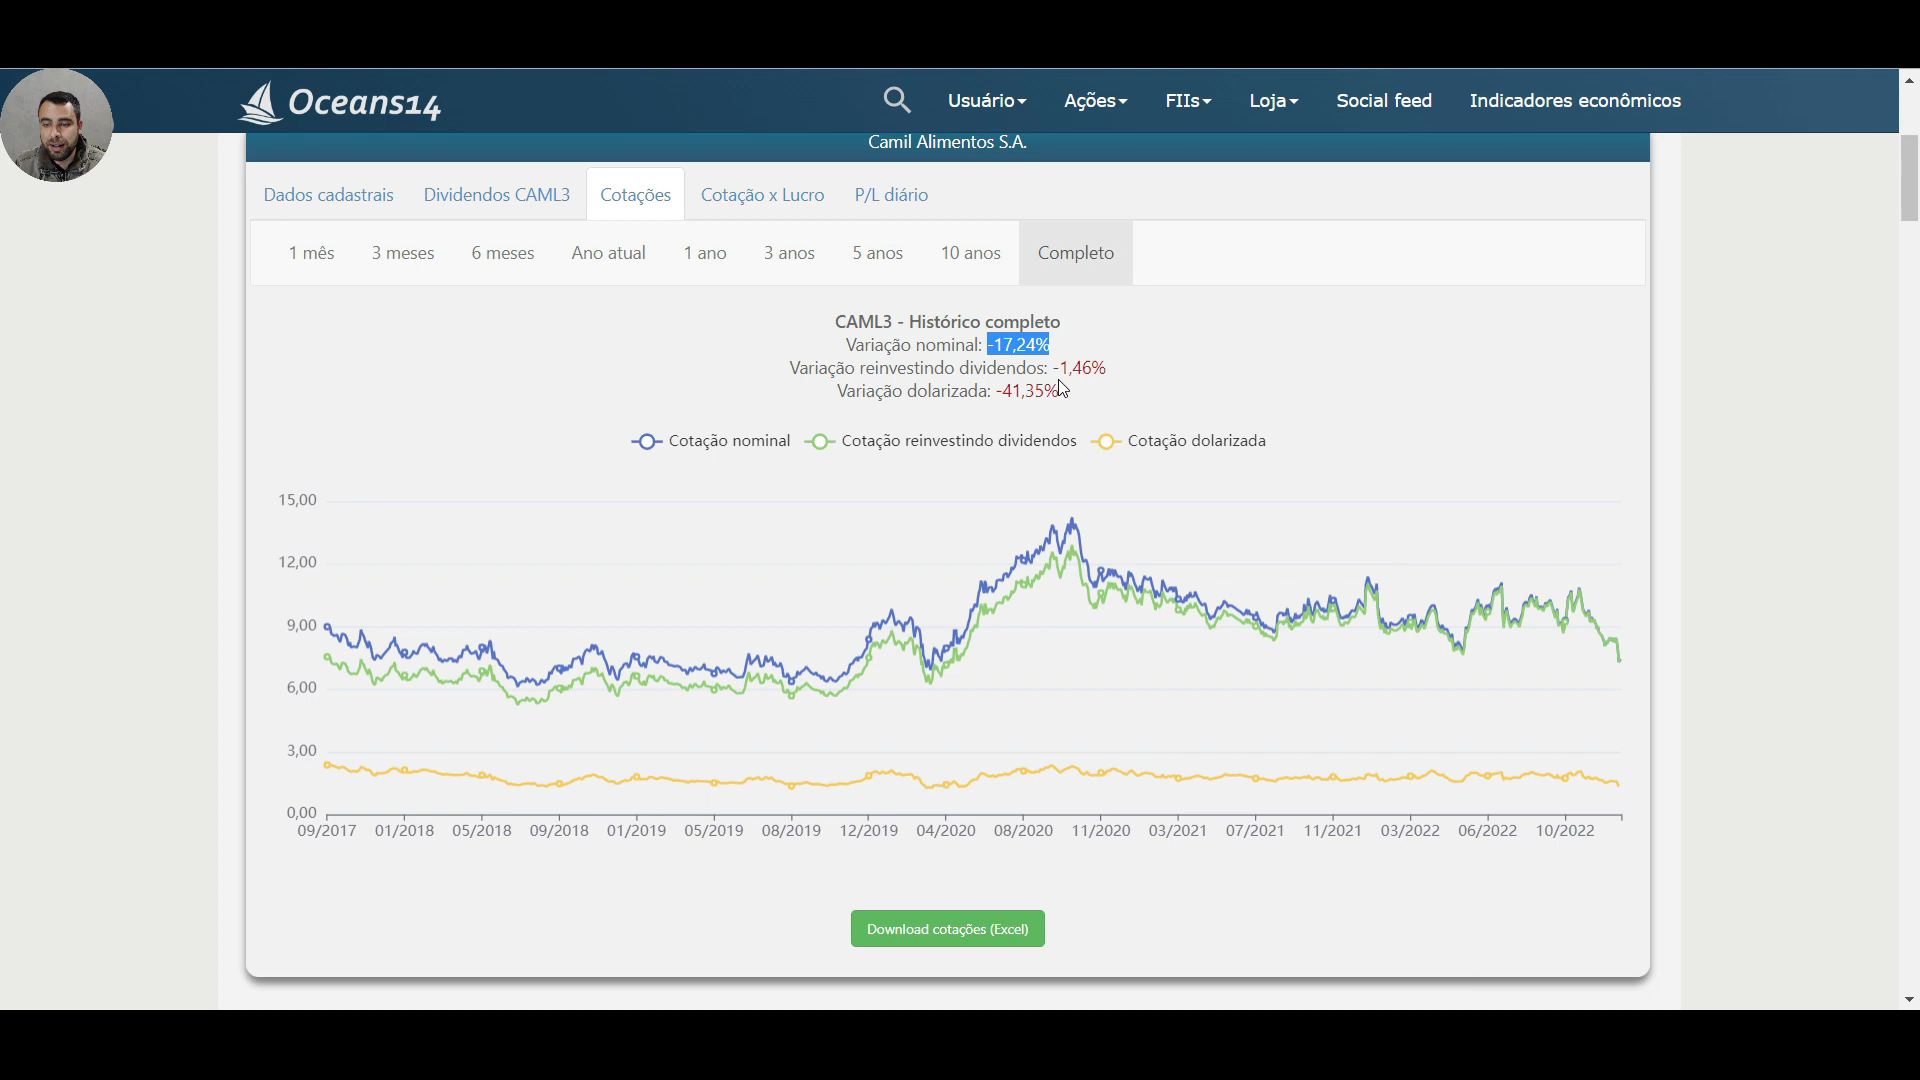 Oceans14
Usuário Ações FIIs Loja Social feed Indicadores econômicos
Camil Alimentos S.A.
Dados cadastrais Dividendos CAML3 Cotações Cotação x Lucro P/L diário
1 mês 3 meses 6 meses Ano atual 1 ano 3 anos 5 anos 10 anos Completo
CAML3 - Histórico completo
Variação nominal: -17,24%
Variação reinvestindo dividendos: -1,46%
Variação dolarizada: -41,35%
Cotação nominal Cotação reinvestindo dividendos Cotação dolarizada
15,00
12,00
9,00
6,00
3,00
0,00
09/2017 01/2018 05/2018 09/2018 01/2019 05/2019 08/2019 12/2019 04/2020 08/2020 11/2020 03/2021 07/2021 11/2021 03/2022 06/2022 10/2022
Download cotações (Excel)